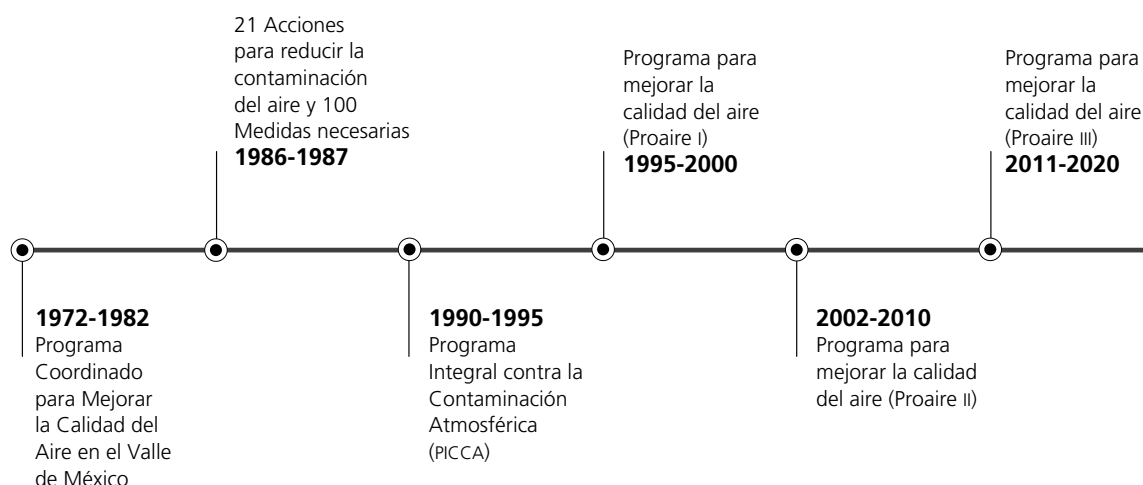 21 Acciones
para reducir la
contaminación
del aire y 100
Medidas necesarias
1986-1987
Programa para
mejorar la
calidad del aire
(Proaire I)
1995-2000
Programa para
mejorar la
calidad del aire
(Proaire III)
2011-2020
1972-1982
Programa
Coordinado
para Mejorar
la Calidad del
Aire en el Valle
de México
1990-1995
Programa
Integral contra la
Contaminación
Atmosférica
(PICCA)
2002-2010
Programa para
mejorar la calidad
del aire (Proaire II)